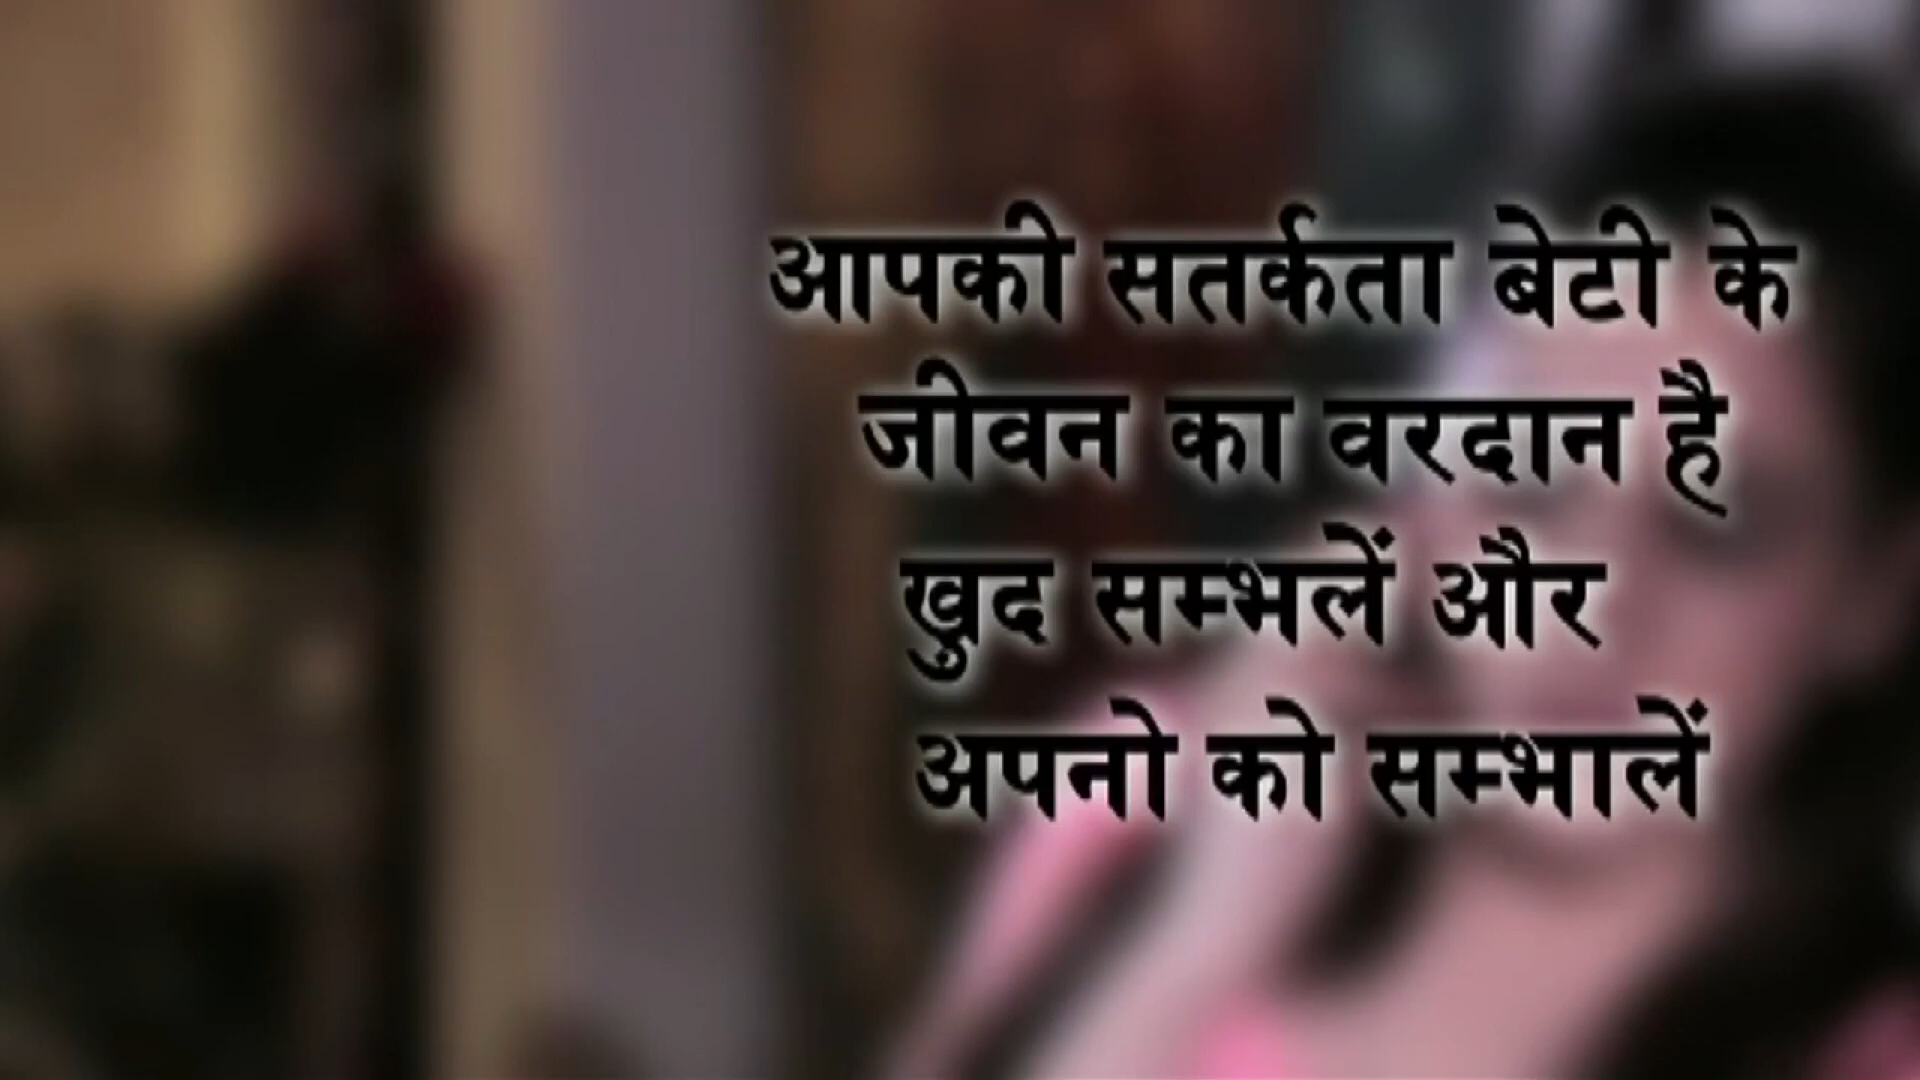 आपकी सतर्कता बेटी के
जीवन का वरदान है
खुद सम्भलें और
अपनो को सम्भालें